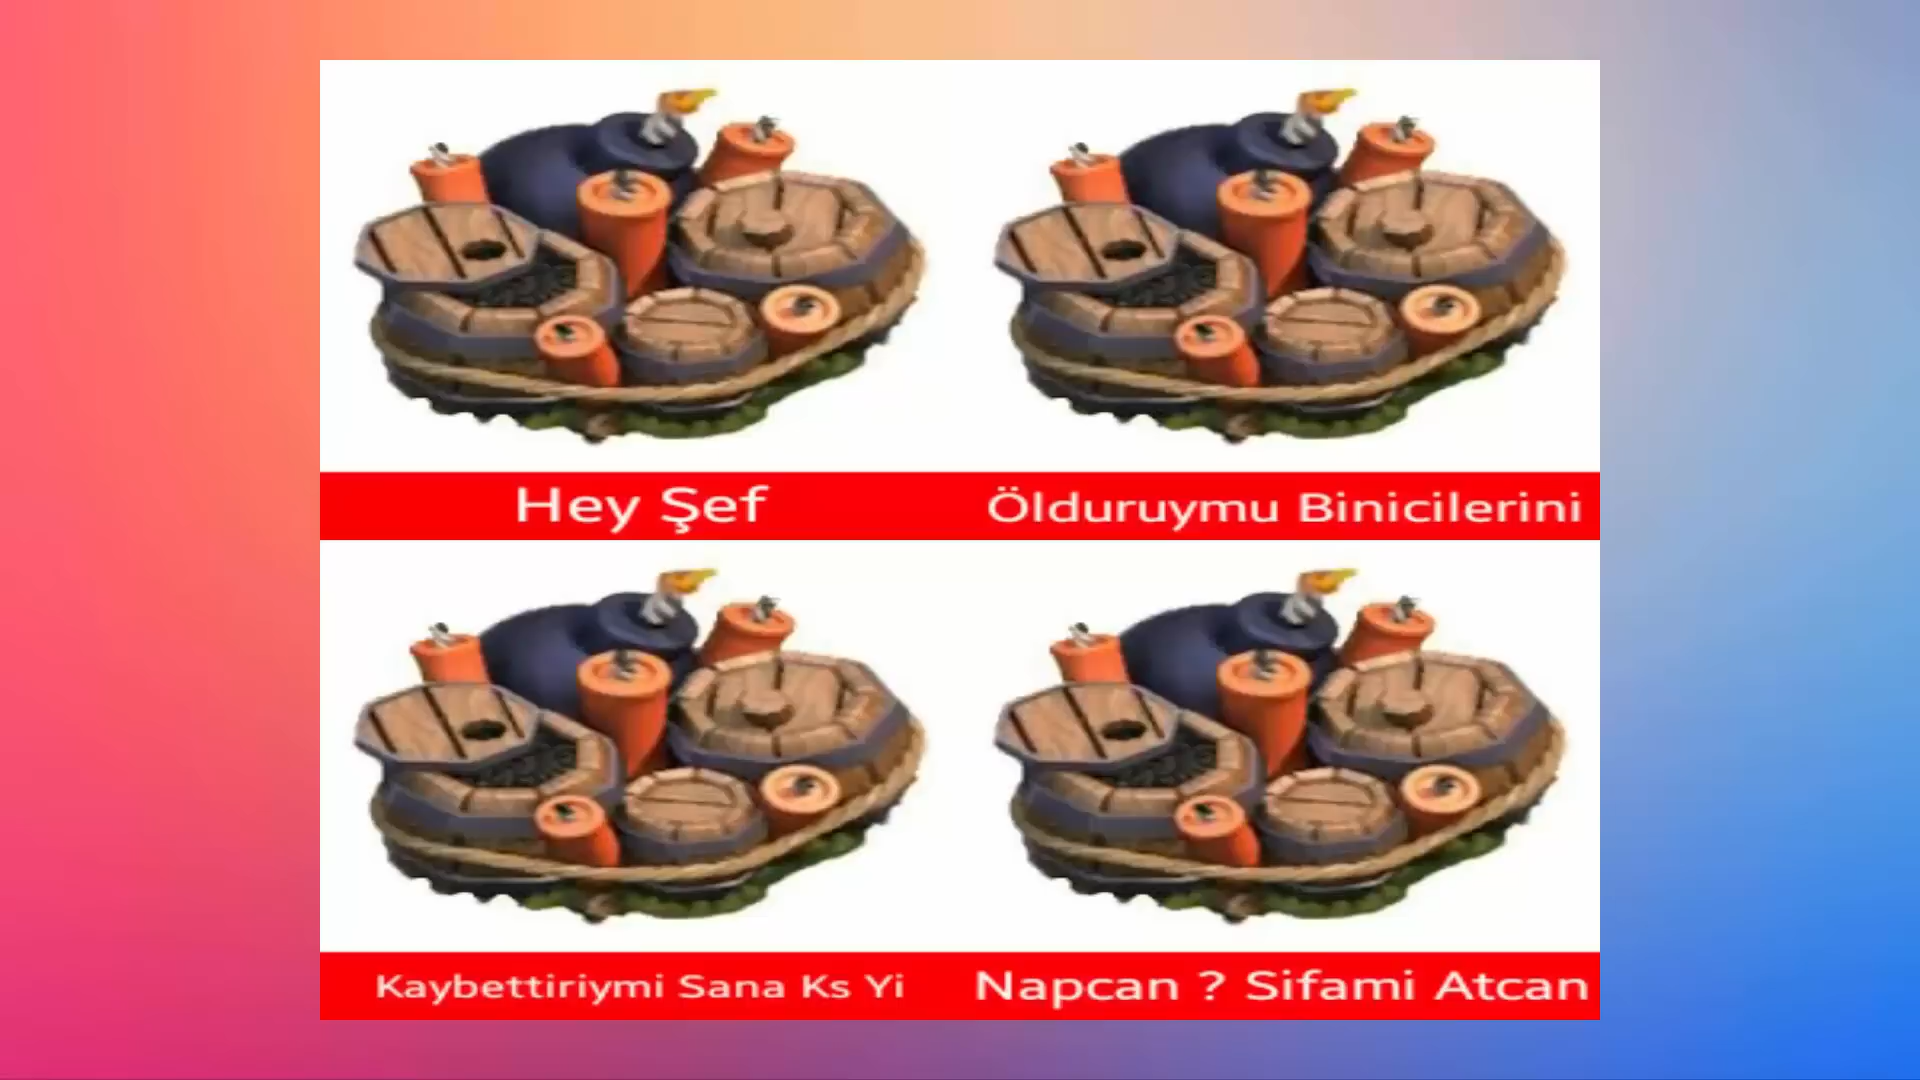 Hey Şef
Ölduruymu Binicilerini
Kaybettiriymi Sana Ks Yi
Napcan ? Sifami Atcan